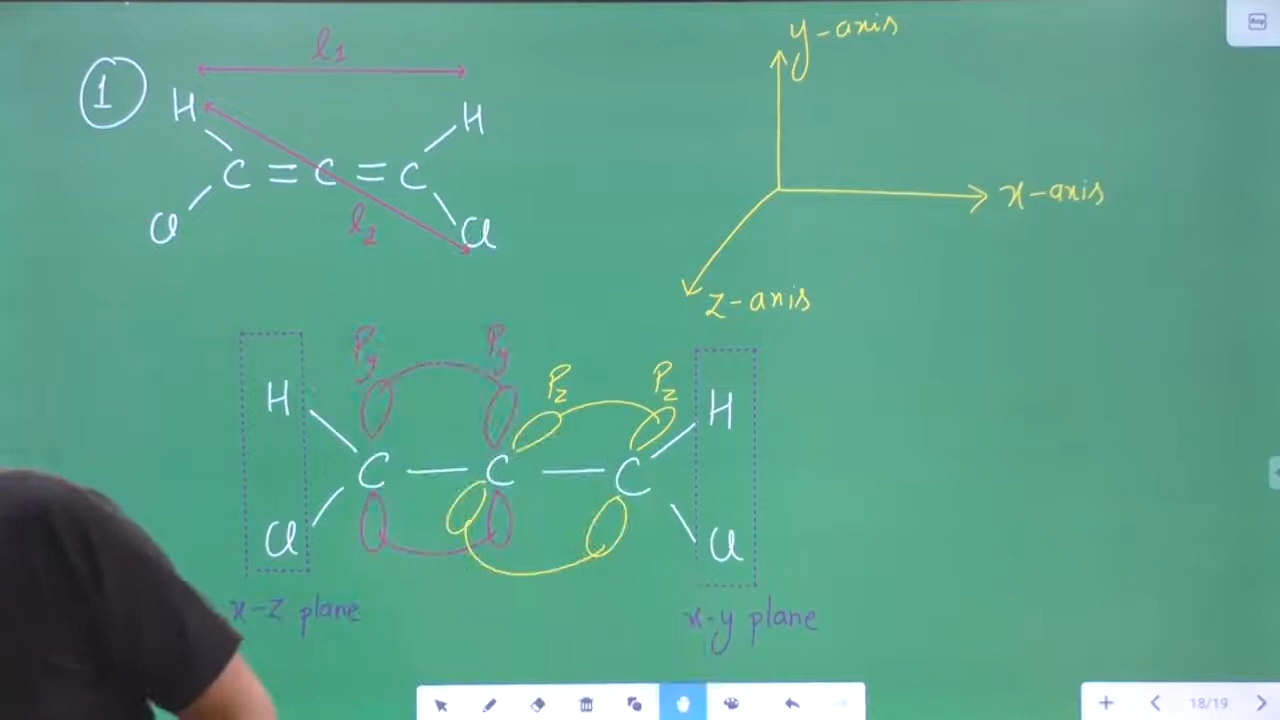 1
l1
H H
C = C = C
Cl Cl
l2
y-axis
x-axis
z-axis
Py Py Pz Pz
H H
C — C — C
Cl Cl
x-z plane
x-y plane
18/19